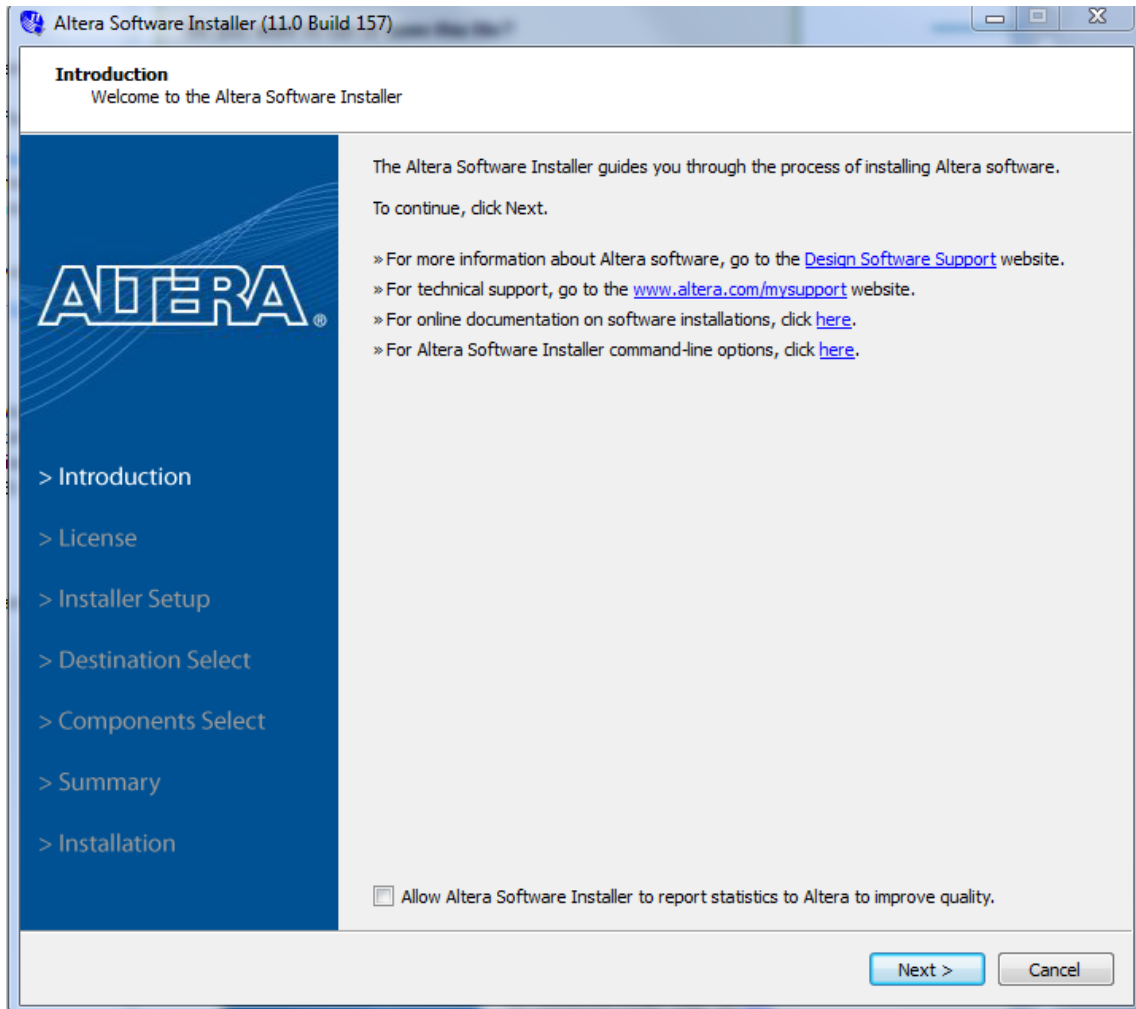 Altera Software Installer (11.0 Build 157)
Introduction
Welcome to the Altera Software Installer
The Altera Software Installer guides you through the process of installing Altera software.
To continue, click Next.
» For more information about Altera software, go to the Design Software Support website.
» For technical support, go to the www.altera.com/mysupport website.
» For online documentation on software installations, click here.
» For Altera Software Installer command-line options, click here.
ALTERA®
> Introduction
> License
> Installer Setup
> Destination Select
> Components Select
> Summary
> Installation
Allow Altera Software Installer to report statistics to Altera to improve quality.
Next >
Cancel